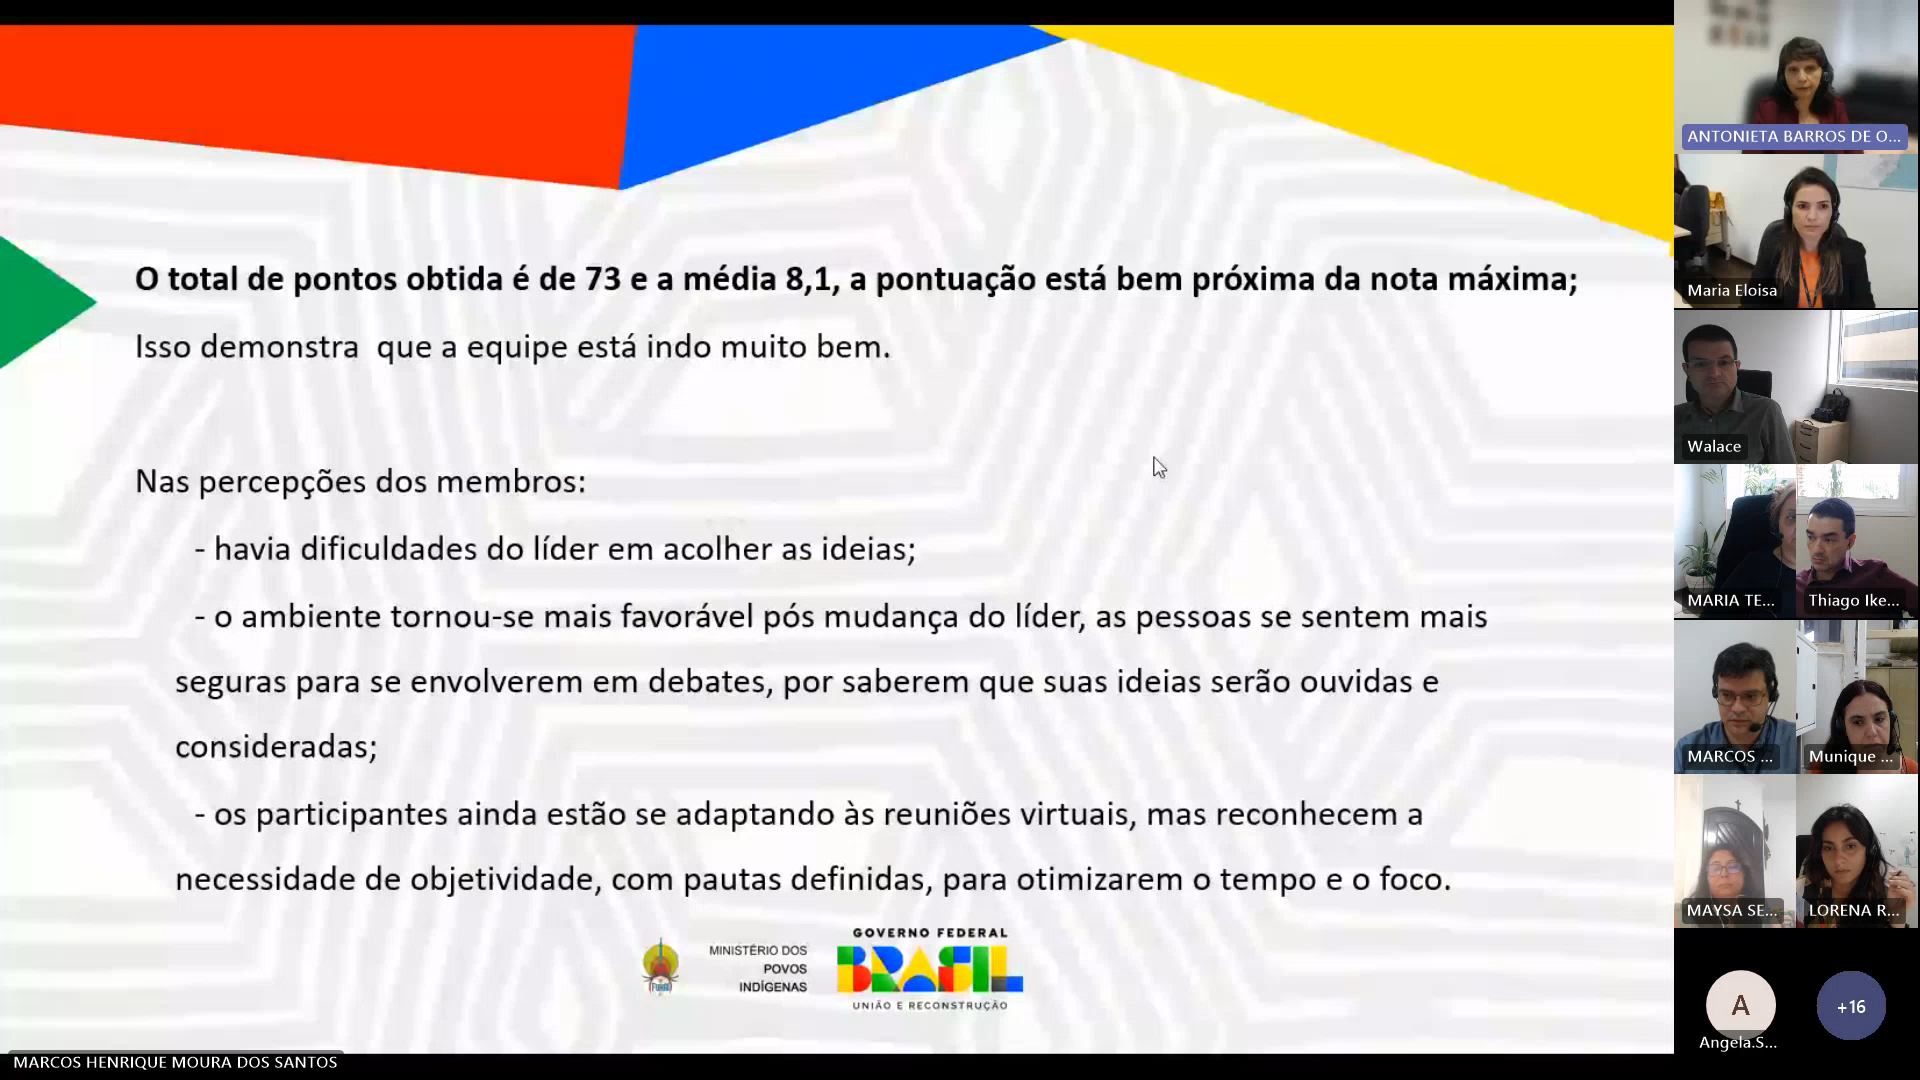 O total de pontos obtida é de 73 e a média 8,1, a pontuação está bem próxima da nota máxima;
Isso demonstra  que a equipe está indo muito bem.
Nas percepções dos membros:
- havia dificuldades do líder em acolher as ideias;
- o ambiente tornou-se mais favorável pós mudança do líder, as pessoas se sentem mais
seguras para se envolverem em debates, por saberem que suas ideias serão ouvidas e
consideradas;
- os participantes ainda estão se adaptando às reuniões virtuais, mas reconhecem a
necessidade de objetividade, com pautas definidas, para otimizarem o tempo e o foco.
FUNAI
MINISTÉRIO DOS
POVOS
INDÍGENAS
GOVERNO FEDERAL
BRASIL
UNIÃO E RECONSTRUÇÃO
MARCOS HENRIQUE MOURA DOS SANTOS
ANTONIETA BARROS DE O...
Maria Eloisa
Walace
MARIA TE...
Thiago Ike...
MARCOS ...
Munique ...
MAYSA SE...
LORENA R...
A
Angela.S...
+16